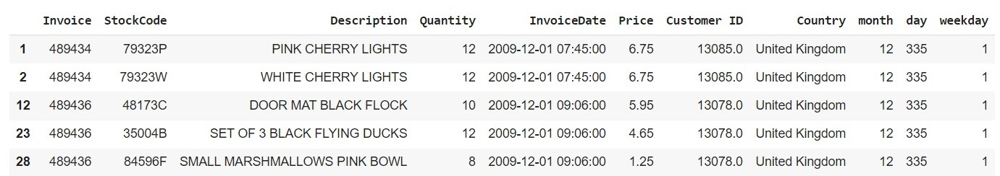 Invoice StockCode Description Quantity InvoiceDate Price Customer ID Country month day weekday
1 489434 79323P PINK CHERRY LIGHTS 12 2009-12-01 07:45:00 6.75 13085.0 United Kingdom 12 335 1
2 489434 79323W WHITE CHERRY LIGHTS 12 2009-12-01 07:45:00 6.75 13085.0 United Kingdom 12 335 1
12 489436 48173C DOOR MAT BLACK FLOCK 10 2009-12-01 09:06:00 5.95 13078.0 United Kingdom 12 335 1
23 489436 35004B SET OF 3 BLACK FLYING DUCKS 12 2009-12-01 09:06:00 4.65 13078.0 United Kingdom 12 335 1
28 489436 84596F SMALL MARSHMALLOWS PINK BOWL 8 2009-12-01 09:06:00 1.25 13078.0 United Kingdom 12 335 1